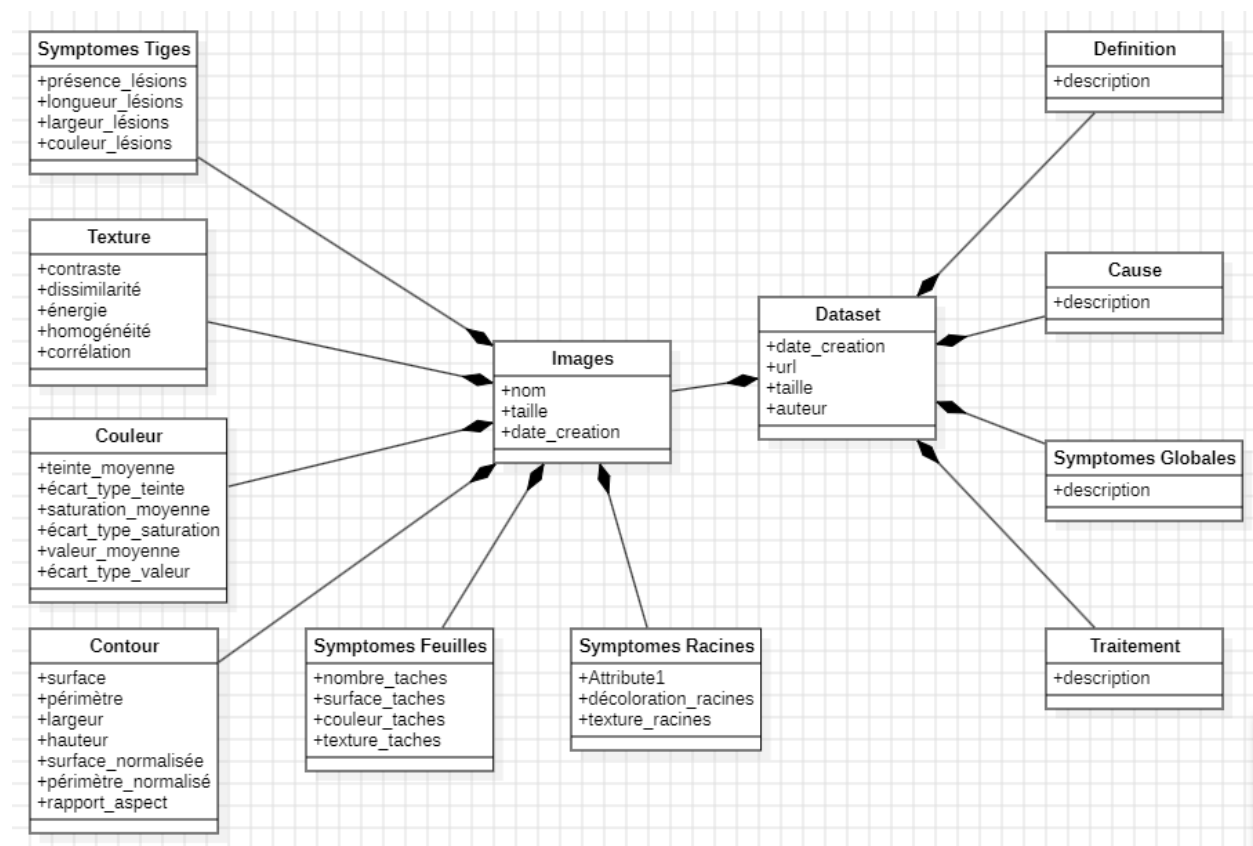 Symptomes Tiges
+présence_lésions
+longueur_lésions
+largeur_lésions
+couleur_lésions
Texture
+contraste
+dissimilarité
+énergie
+homogénéité
+corrélation
Couleur
+teinte_moyenne
+écart_type_teinte
+saturation_moyenne
+écart_type_saturation
+valeur_moyenne
+écart_type_valeur
Contour
+surface
+périmètre
+largeur
+hauteur
+surface_normalisée
+périmètre_normalisé
+rapport_aspect
Symptomes Feuilles
+nombre_taches
+surface_taches
+couleur_taches
+texture_taches
Symptomes Racines
+Attribute1
+décoloration_racines
+texture_racines
Images
+nom
+taille
+date_creation
Dataset
+date_creation
+url
+taille
+auteur
Definition
+description
Cause
+description
Symptomes Globales
+description
Traitement
+description